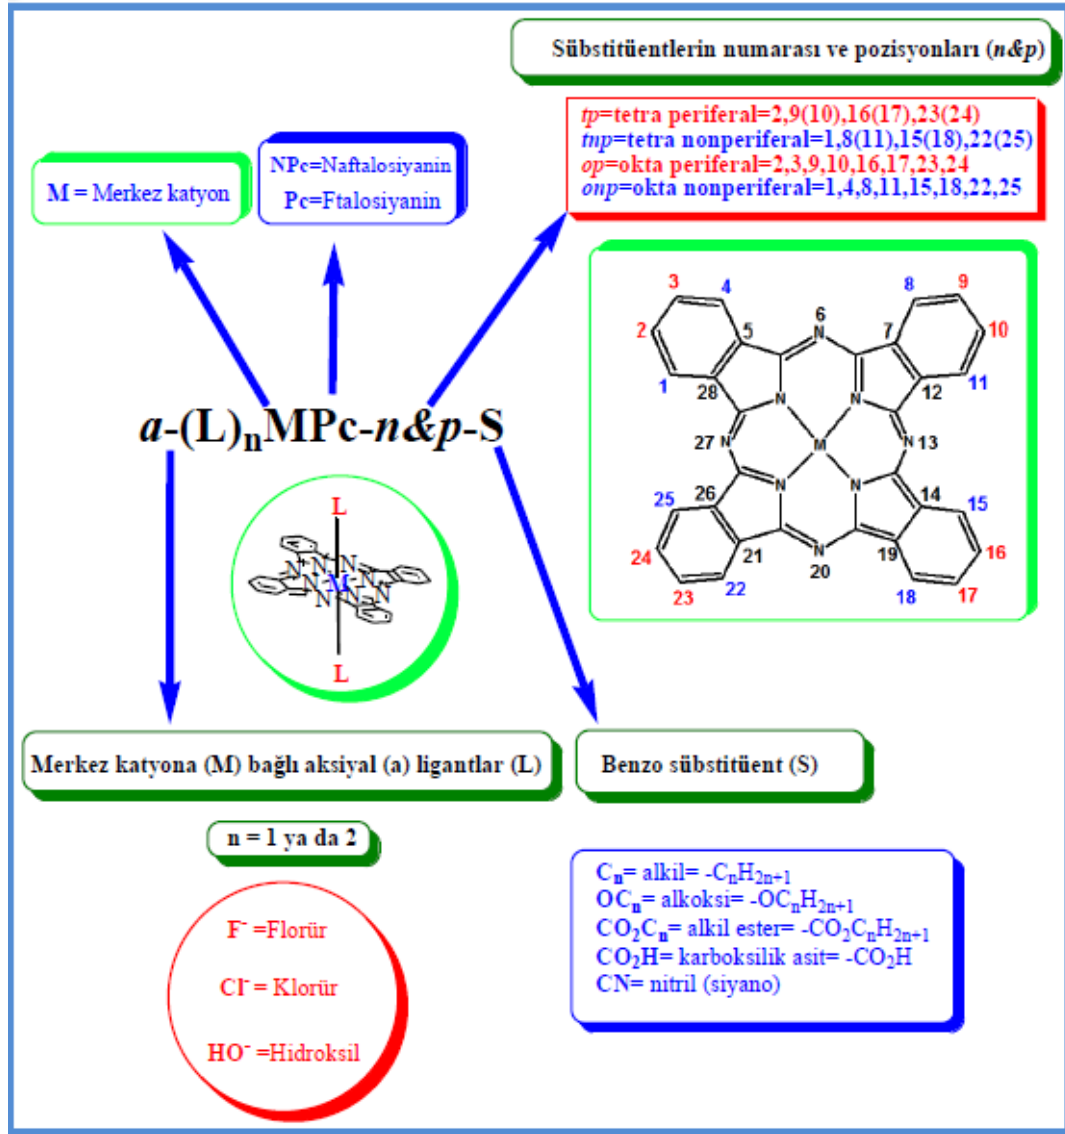 Sübstitüentlerin numarası ve pozisyonları (n&p)
tp=tetra periferal=2,9(10),16(17),23(24)
tnp=tetra nonperiferal=1,8(11),15(18),22(25)
op=okta periferal=2,3,9,10,16,17,23,24
onp=okta nonperiferal=1,4,8,11,15,18,22,25
M = Merkez katyon
NPc=Naftalosiyanin
Pc=Ftalosiyanin
3 4 8 9
2 5 6 N 7 10
1 28 N N 12 11
27 N M N 13
25 26 N N 14 15
24 21 N 20 19 16
23 22 18 17
a-(L)ₙMPc-n&p-S
L
N N N N M N N N N
L
Merkez katyona (M) bağlı aksiyal (a) ligantlar (L)
Benzo sübstitüent (S)
n = 1 ya da 2
F⁻ =Florür
Cl⁻= Klorür
HO⁻ =Hidroksil
Cₙ= alkil= -CₙH₂ₙ₊₁
OCₙ= alkoksi= -OCₙH₂ₙ₊₁
CO₂Cₙ= alkil ester= -CO₂CₙH₂ₙ₊₁
CO₂H= karboksilik asit= -CO₂H
CN= nitril (siyano)